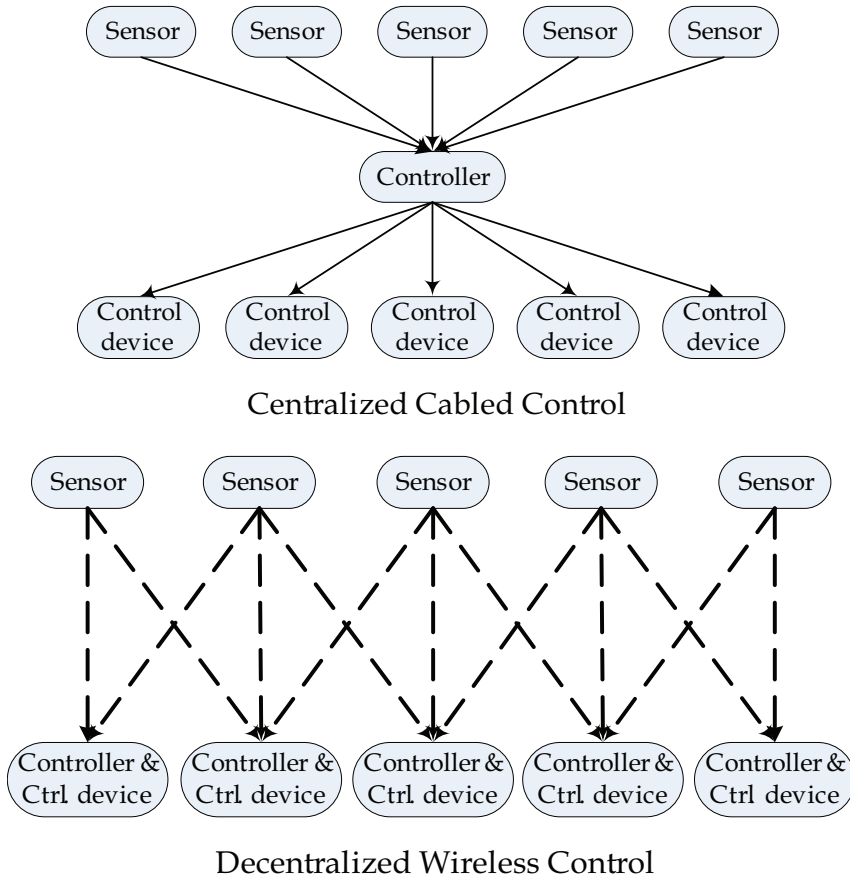 Sensor Sensor Sensor Sensor Sensor
Controller
Control Control Control Control Control
device device device device device
Centralized Cabled Control
Sensor Sensor Sensor Sensor Sensor
Controller & Controller & Controller & Controller & Controller &
Ctrl. device Ctrl. device Ctrl. device Ctrl. device Ctrl device
Decentralized Wireless Control